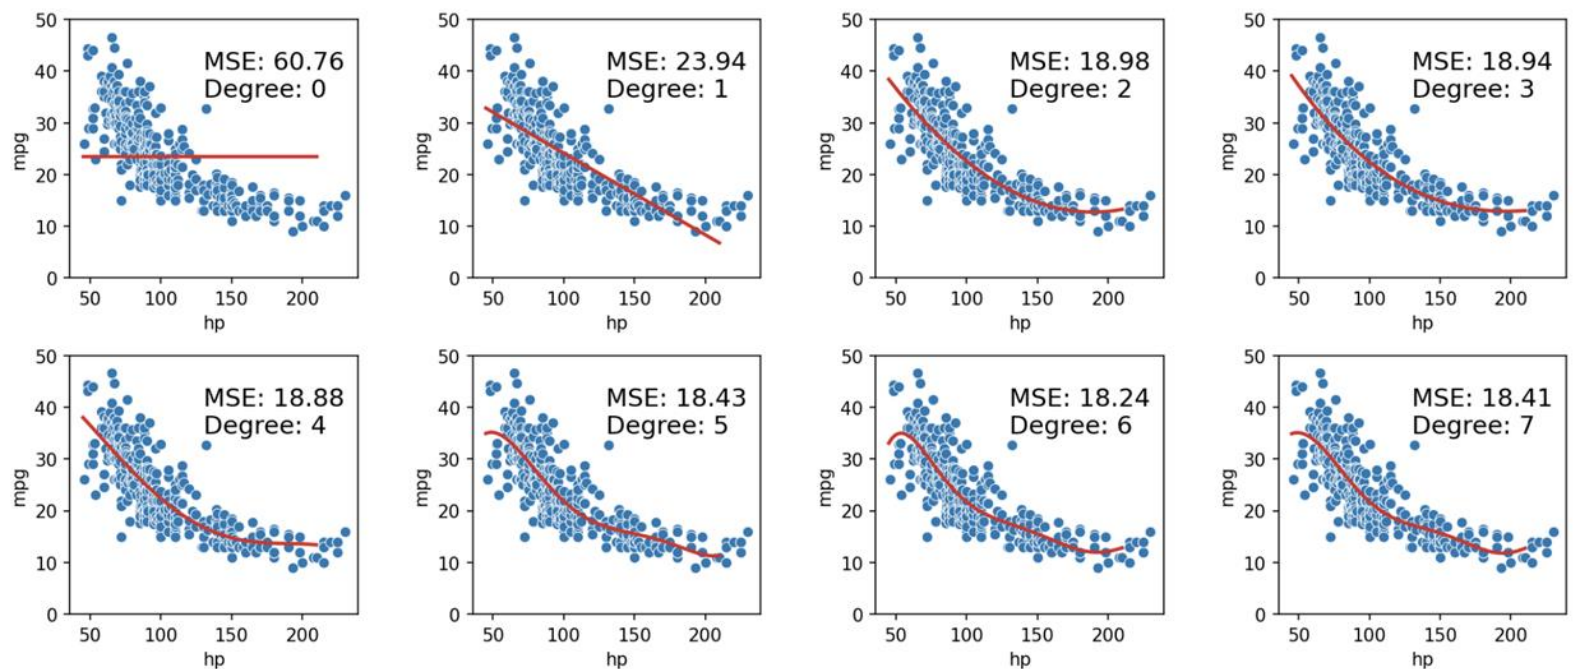 50
40
30
20
10
0
mpg
MSE: 60.76
Degree: 0
50
100
150
200
hp
50
40
30
20
10
0
mpg
MSE: 23.94
Degree: 1
50
100
150
200
hp
50
40
30
20
10
0
mpg
MSE: 18.98
Degree: 2
50
100
150
200
hp
50
40
30
20
10
0
mpg
MSE: 18.94
Degree: 3
50
100
150
200
hp
50
40
30
20
10
0
mpg
MSE: 18.88
Degree: 4
50
100
150
200
hp
50
40
30
20
10
0
mpg
MSE: 18.43
Degree: 5
50
100
150
200
hp
50
40
30
20
10
0
mpg
MSE: 18.24
Degree: 6
50
100
150
200
hp
50
40
30
20
10
0
mpg
MSE: 18.41
Degree: 7
50
100
150
200
hp